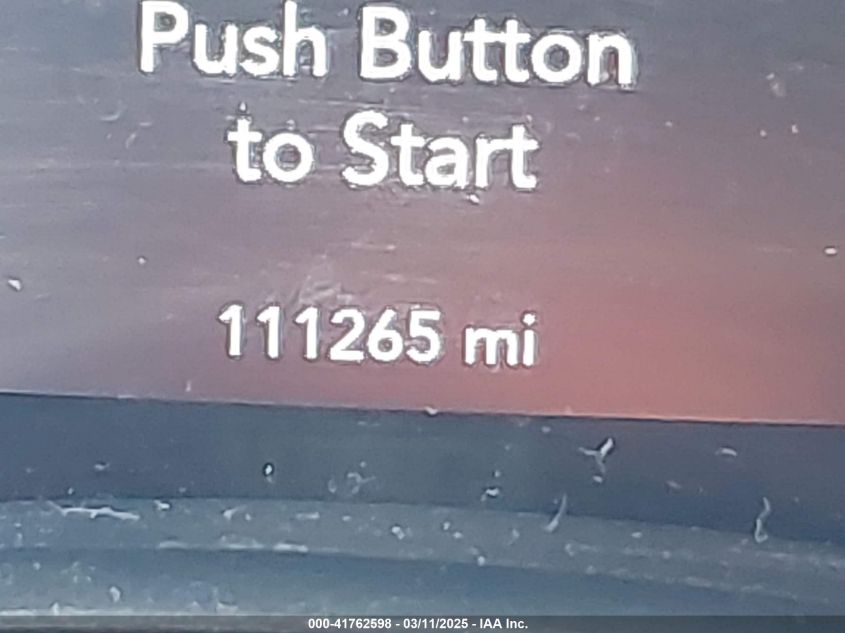 Push Button
to Start
111265 mi
000-41762598 - 03/11/2025 - IAA Inc.